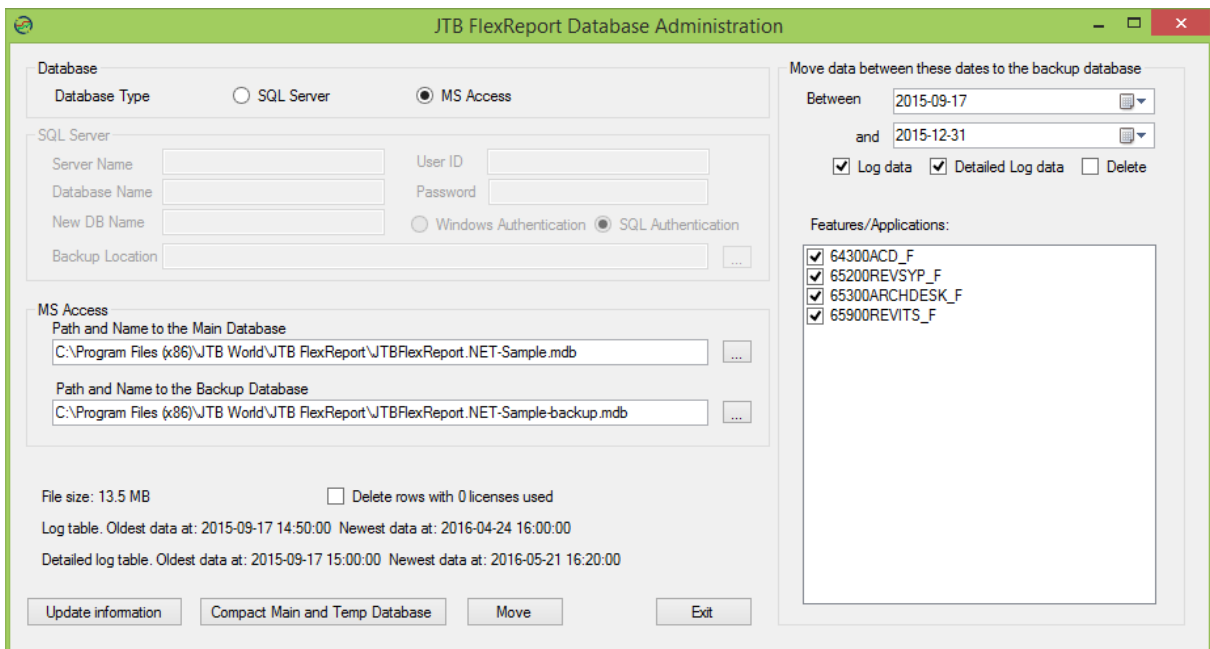 JTB FlexReport Database Administration
Database
Database Type SQL Server MS Access
SQL Server
Server Name User ID
Database Name Password
New DB Name Windows Authentication SQL Authentication
Backup Location ...
MS Access
Path and Name to the Main Database
C:\Program Files (x86)\JTB World\JTB FlexReport\JTBFlexReport.NET-Sample.mdb ...
Path and Name to the Backup Database
C:\Program Files (x86)\JTB World\JTB FlexReport\JTBFlexReport.NET-Sample-backup.mdb ...
File size: 13.5 MB Delete rows with 0 licenses used
Log table. Oldest data at: 2015-09-17 14:50:00 Newest data at: 2016-04-24 16:00:00
Detailed log table. Oldest data at: 2015-09-17 15:00:00 Newest data at: 2016-05-21 16:20:00
Update information Compact Main and Temp Database Move Exit
Move data between these dates to the backup database
Between 2015-09-17
and 2015-12-31
Log data Detailed Log data Delete
Features/Applications:
64300ACD_F
65200REVSYP_F
65300ARCHDESK_F
65900REVITS_F